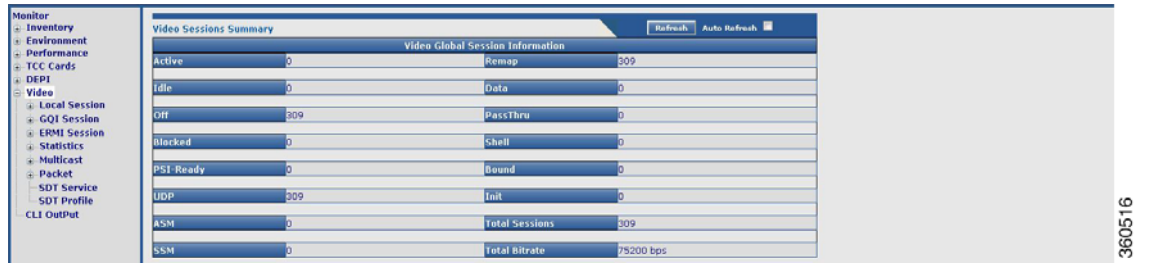 Monitor
Inventory
Environment
Performance
TCC Cards
DEPI
Video
Local Session
GQI Session
ERMI Session
Statistics
Multicast
Packet
SDT Service
SDT Profile
CLI OutPut
Video Sessions Summary
Refresh Auto Refresh
Video Global Session Information
Active 0 Remap 309
Idle 0 Data 0
Off 309 PassThru 0
Blocked 0 Shell 0
PSI-Ready 0 Bound 0
UDP 309 Init 0
ASM 0 Total Sessions 309
SSM 0 Total Bitrate 75200 bps
360516